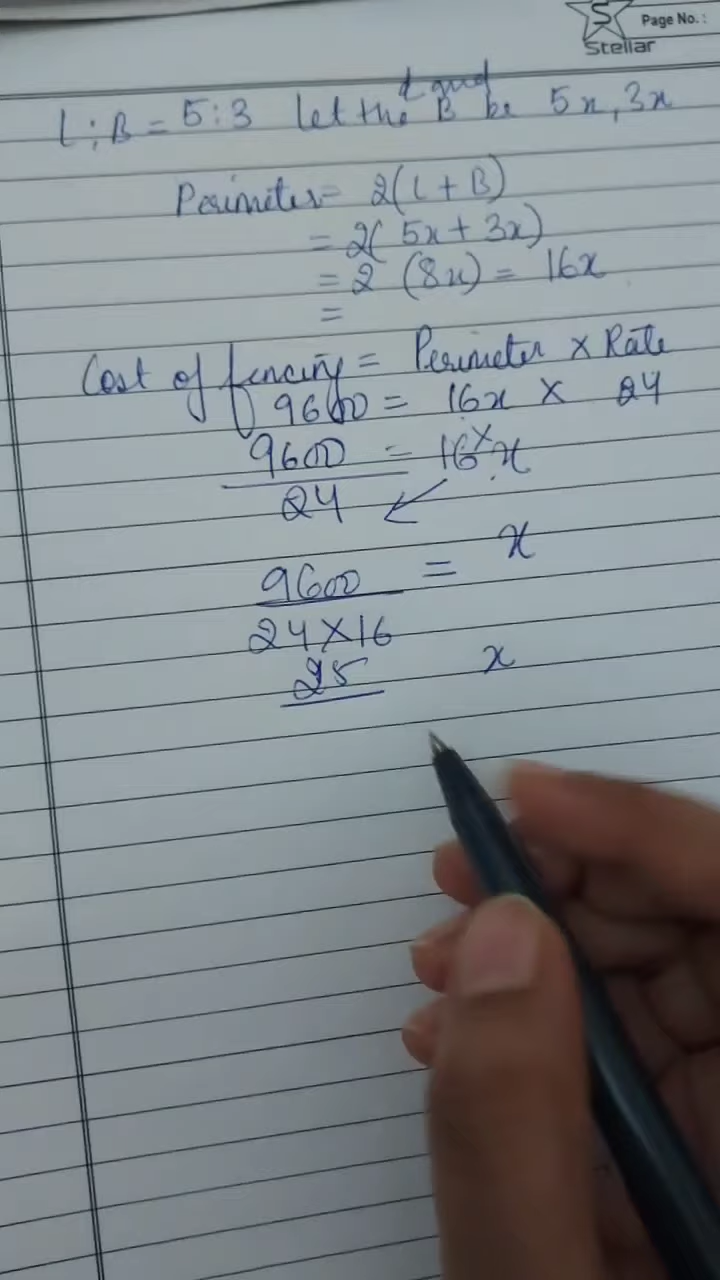 S
Page No. :
Stellar
L and
L : B = 5 : 3 Let the B be 5x, 3x
Perimeter = 2(L + B)
= 2( 5x + 3x)
= 2 (8x) = 16x
=
Cost of fencing = Perimeter × Rate
9600 = 16x × 24
9600 = 16 × x
24
9600 = x
24 × 16
25 x